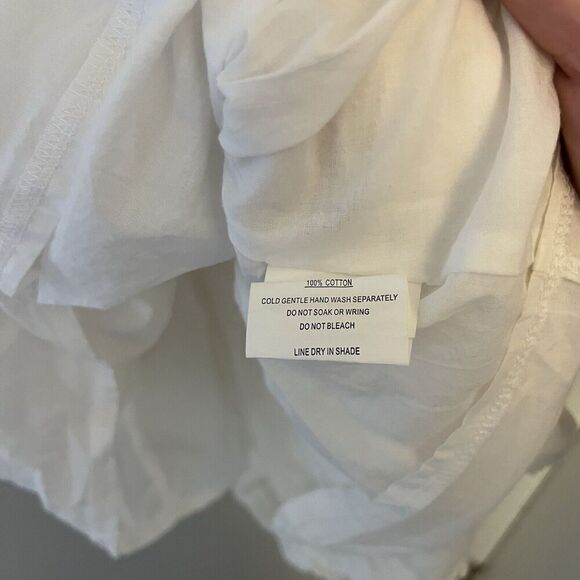 100% COTTON
COLD GENTLE HAND WASH SEPARATELY
DO NOT SOAK OR WRING
DO NOT BLEACH
LINE DRY IN SHADE